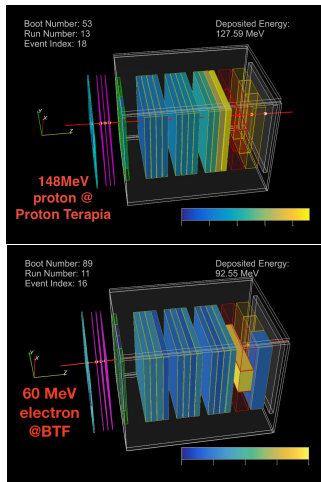 Boot Number: 53
Run Number: 13
Event Index: 18
Deposited Energy:
127.59 MeV
Y
X
Z
148MeV
proton @
Proton Terapia
Boot Number: 89
Run Number: 11
Event Index: 16
Deposited Energy:
92.55 MeV
Y
X
Z
60 MeV
electron
@BTF